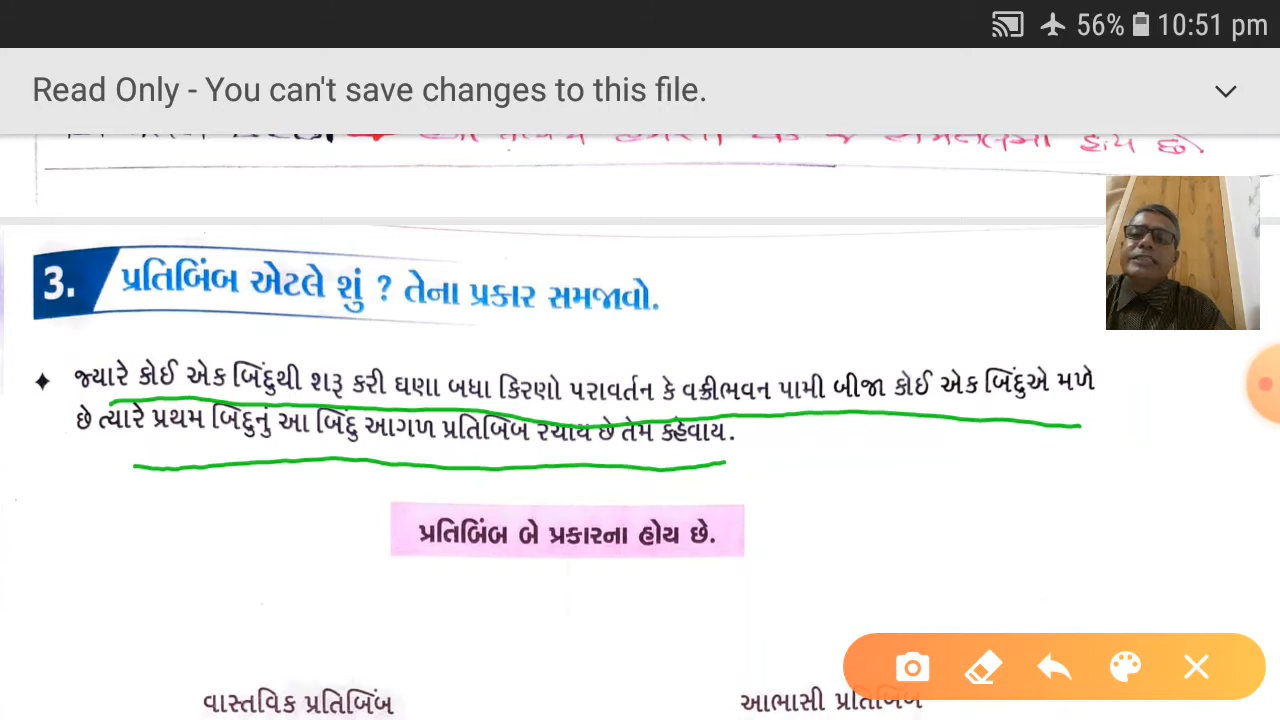 56% 10:51 pm
Read Only - You can't save changes to this file.
હોય છે.
3. પ્રતિબિંબ એટલે શું ? તેના પ્રકાર સમજાવો.
જ્યારે કોઈ એક બિંદુથી શરૂ કરી ઘણા બધા કિરણો પરાવર્તન કે વક્રીભવન પામી બીજા કોઈ એક બિંદુએ મળે
છે ત્યારે પ્રથમ બિંદુનું આ બિંદુ આગળ પ્રતિબિંબ રચાય છે તેમ કહેવાય.
પ્રતિબિંબ બે પ્રકારના હોય છે.
વાસ્તવિક પ્રતિબિંબ
આભાસી પ્રતિબિંબ